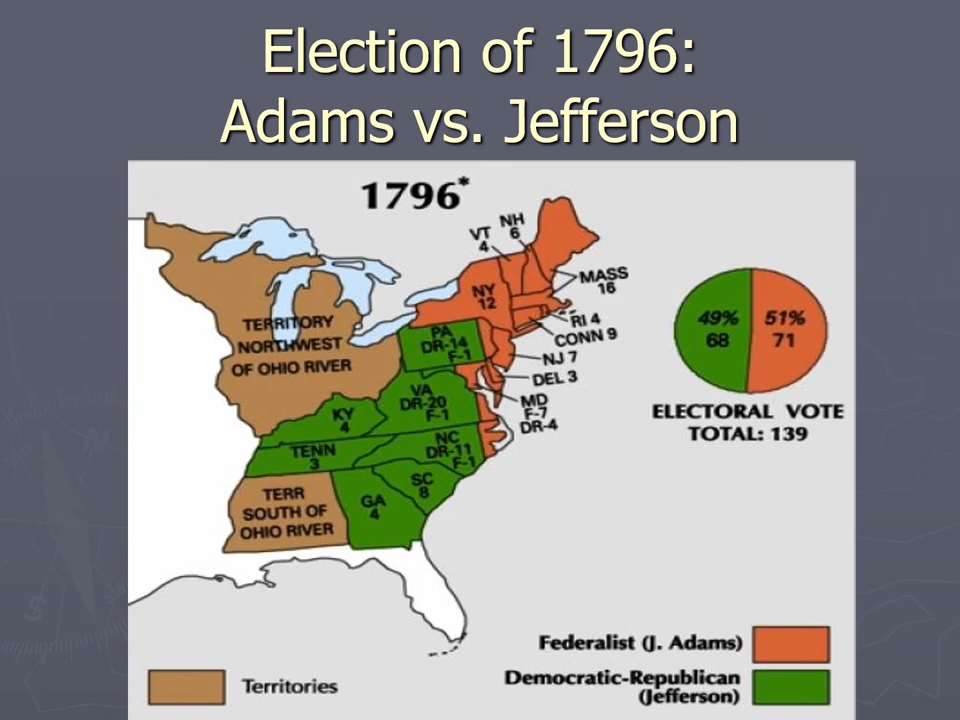 Election of 1796:
Adams vs. Jefferson
1796*
VT
4
NH
6
MASS
16
NY
12
RI 4
CONN 9
NJ 7
DEL 3
MD
F-7
DR-4
PA
DR-14
F-1
TERRITORY
NORTHWEST
OF OHIO RIVER
VA
DR-20
F-1
KY
4
NC
DR-11
F-1
TENN
3
SC
8
GA
4
TERR
SOUTH OF
OHIO RIVER
49%
68
51%
71
ELECTORAL VOTE
TOTAL: 139
Federalist (J. Adams)
Democratic-Republican
(Jefferson)
Territories